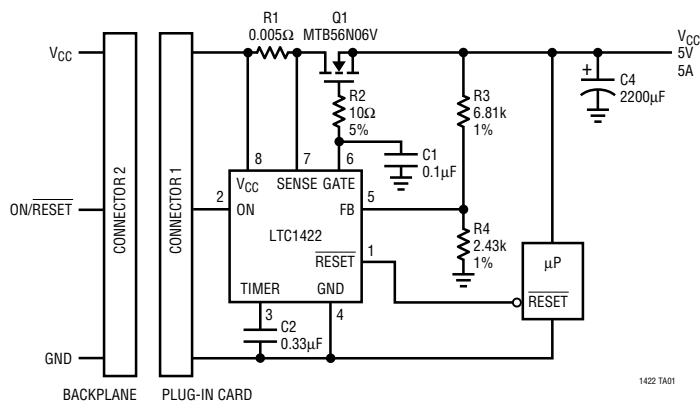 R1
0.005Ω
Q1
MTB56N06V
VCC
VCC
5V
5A
R2
10Ω
5%
R3
6.81k
1%
+
C4
2200µF
C1
0.1µF
8
7
6
VCC
SENSE
GATE
2
ON
FB
5
ON/RESET
CONNECTOR 2
CONNECTOR 1
LTC1422
R4
2.43k
1%
RESET
1
µP
RESET
TIMER
GND
3
4
C2
0.33µF
GND
BACKPLANE
PLUG-IN CARD
1422 TA01